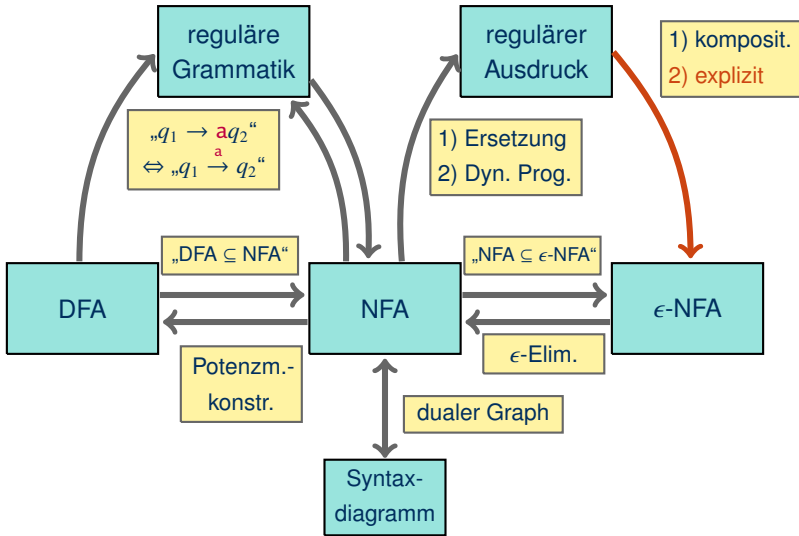 reguläre
Grammatik
regulärer
Ausdruck
1) komposit.
2) explizit
„q₁ → aq₂“
⇔ „q₁ →ᵃ q₂“
1) Ersetzung
2) Dyn. Prog.
„DFA ⊆ NFA“
„NFA ⊆ ϵ-NFA“
DFA
NFA
ϵ-NFA
Potenzm.-
konstr.
ϵ-Elim.
dualer Graph
Syntax-
diagramm